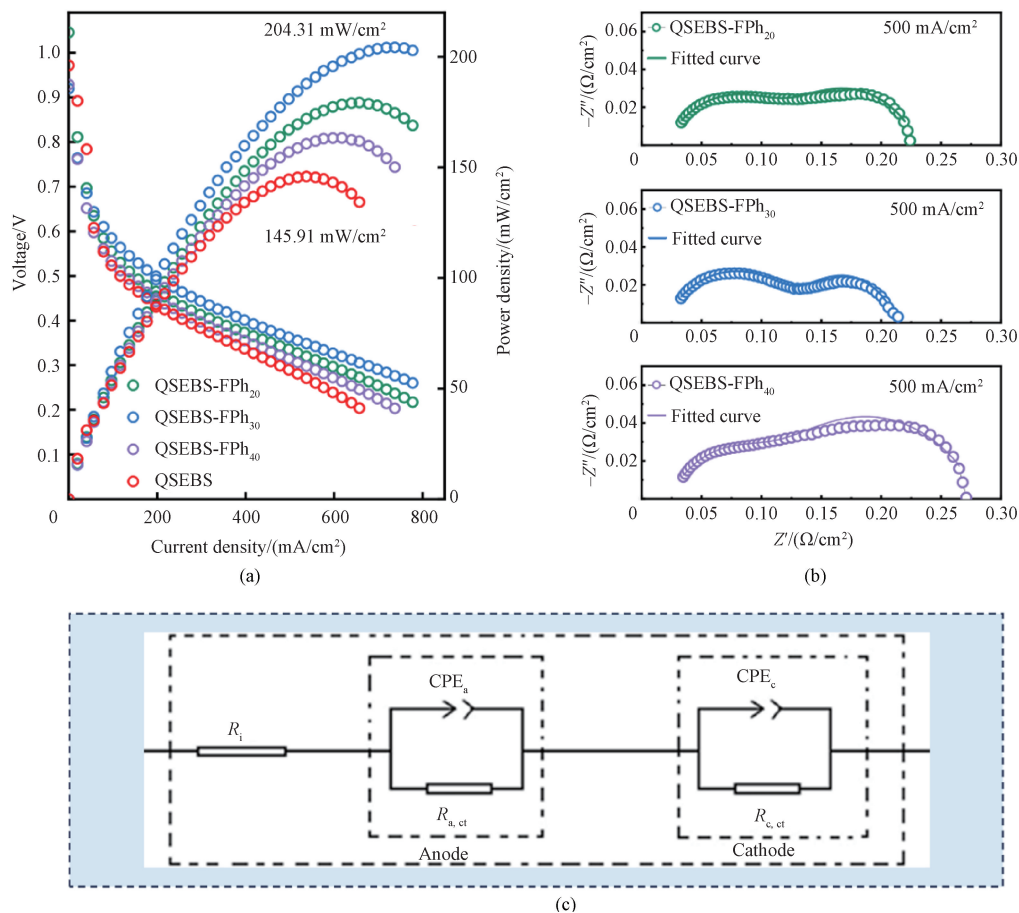 204.31 mW/cm²
145.91 mW/cm²
1.0
0.9
0.8
0.7
0.6
0.5
0.4
0.3
0.2
0.1
Voltage/V
200
150
100
50
0
Power density/(mW/cm²)
QSEBS-FPh₂₀
QSEBS-FPh₃₀
QSEBS-FPh₄₀
QSEBS
0 200 400 600 800
Current density/(mA/cm²)
(a)
QSEBS-FPh₂₀ 500 mA/cm²
Fitted curve
0.06
0.04
0.02
−Z″/(Ω/cm²)
0.05 0.10 0.15 0.20 0.25 0.30
QSEBS-FPh₃₀ 500 mA/cm²
Fitted curve
0.06
0.04
0.02
−Z″/(Ω/cm²)
0.05 0.10 0.15 0.20 0.25 0.30
QSEBS-FPh₄₀ 500 mA/cm²
Fitted curve
0.06
0.04
0.02
−Z″/(Ω/cm²)
0 0.05 0.10 0.15 0.20 0.25 0.30
Z′/(Ω/cm²)
(b)
Rᵢ
CPEₐ
Rₐ, ct
Anode
CPE_c
R_c, ct
Cathode
(c)